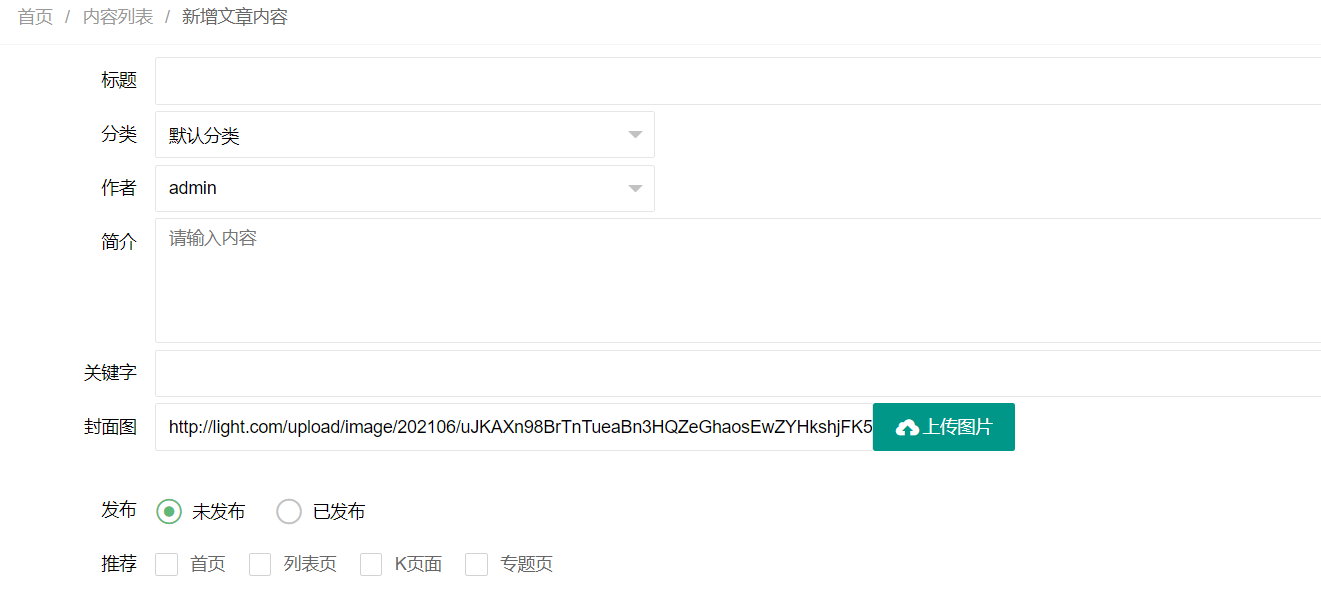 首页 / 内容列表 / 新增文章内容
标题
分类 默认分类
作者 admin
简介 请输入内容
关键字
封面图 http://light.com/upload/image/202106/uJKAXn98BrTnTueaBn3HQZeGhaosEwZYHkshjFK5 上传图片
发布 未发布 已发布
推荐 首页 列表页 K页面 专题页